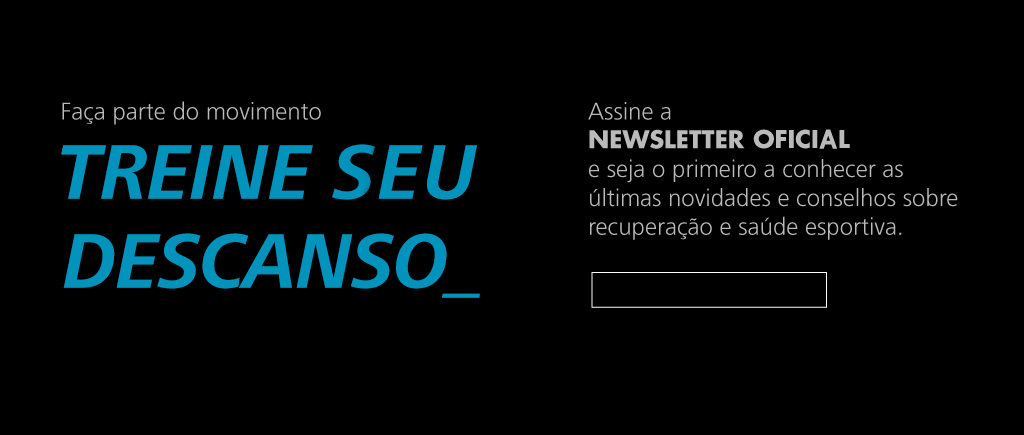 Faça parte do movimento
TREINE SEU
DESCANSO_
Assine a
NEWSLETTER OFICIAL
e seja o primeiro a conhecer as
últimas novidades e conselhos sobre
recuperação e saúde esportiva.